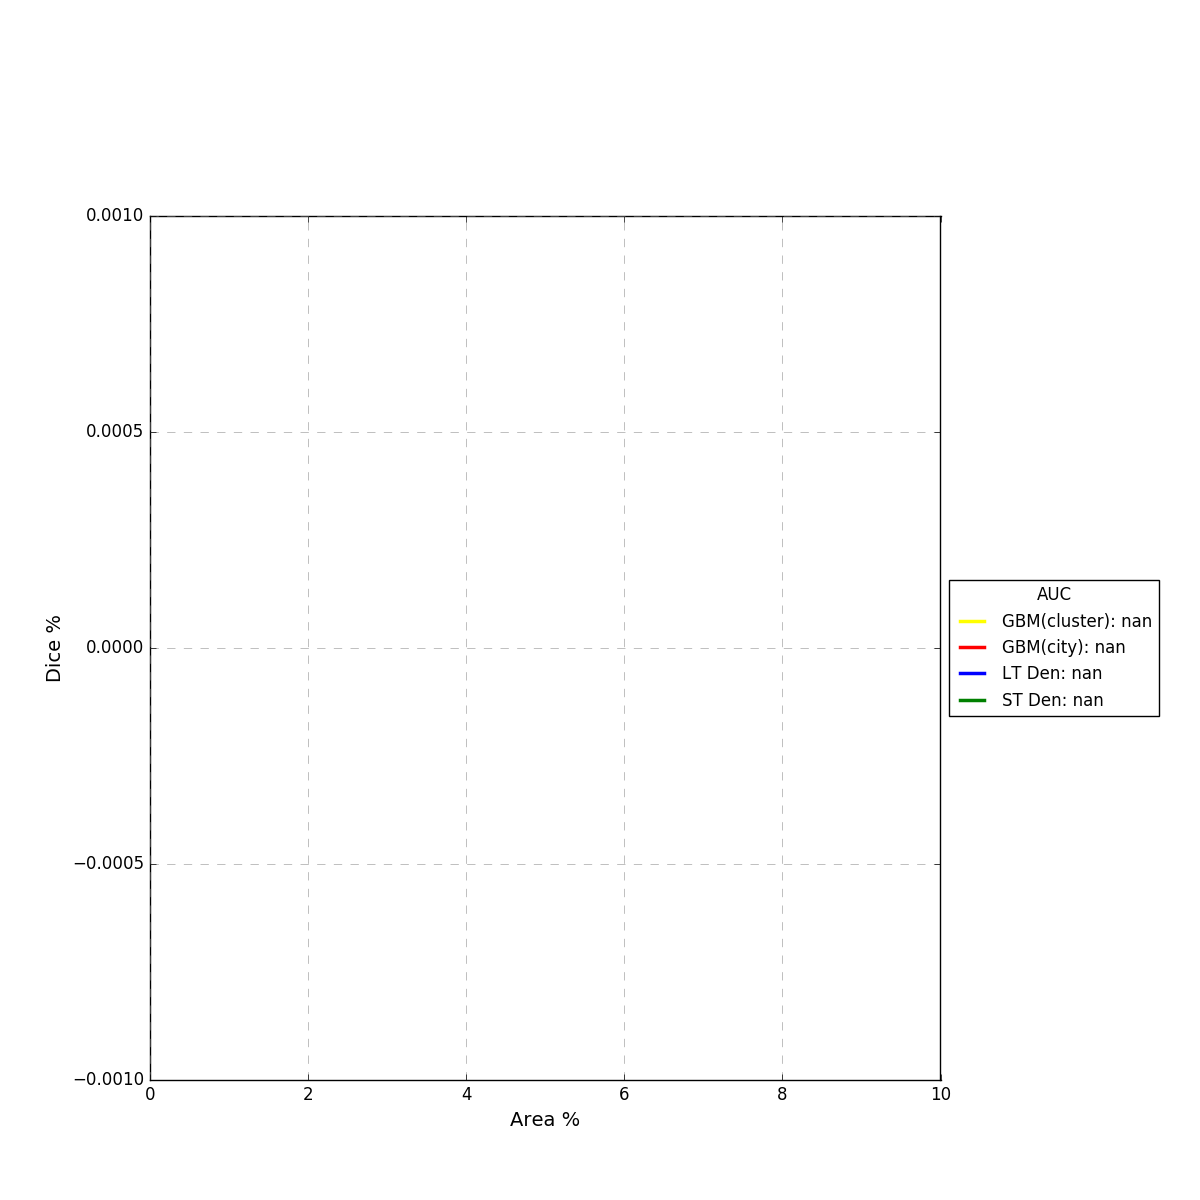 0.0010
0.0005
0.0000
−0.0005
−0.0010
Dice %
0 2 4 6 8 10
Area %
AUC
GBM(cluster): nan
GBM(city): nan
LT Den: nan
ST Den: nan